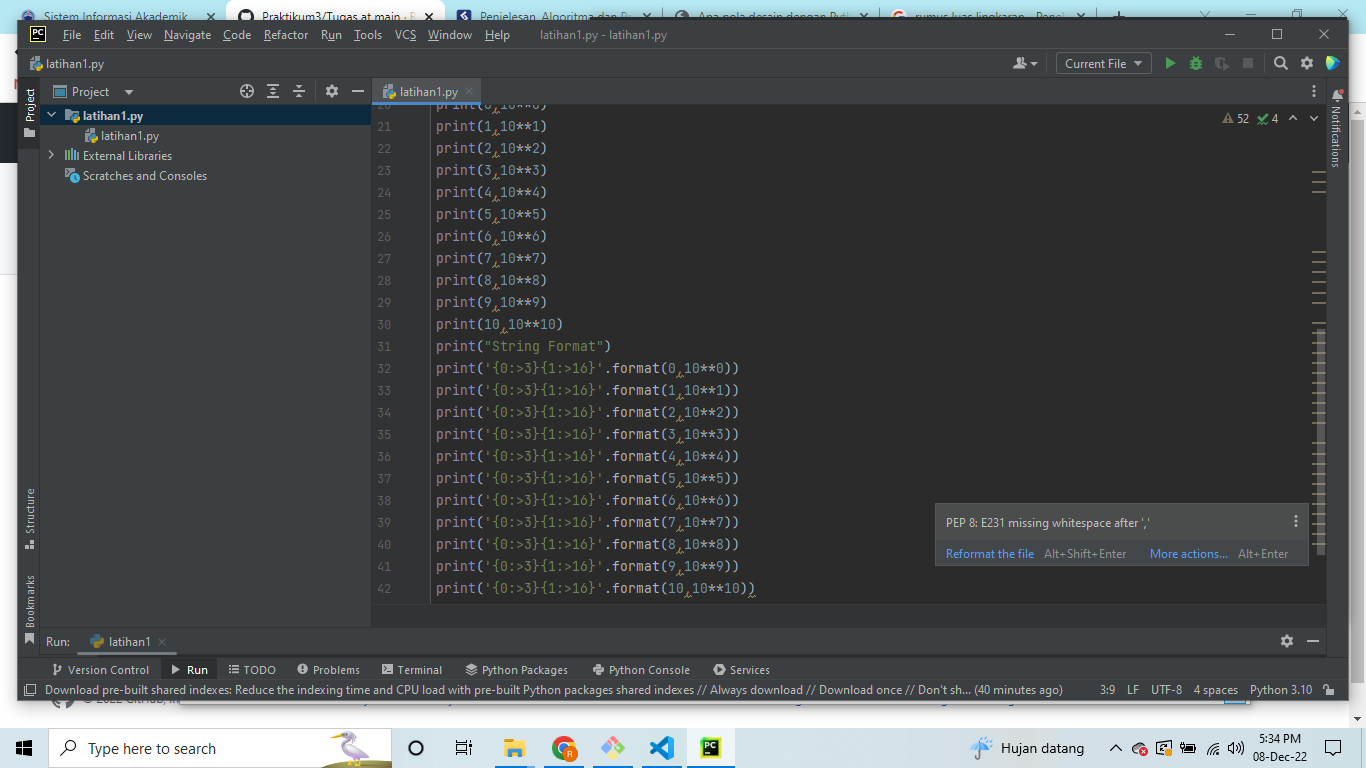 Sistem Informasi Akademik
Praktikum3/Tugas at main
Penjelesan, Algoritma dan
Apa pola desain dengan Pyt
rumus luas lingkaran - Pene
PC File Edit View Navigate Code Refactor Run Tools VCS Window Help latihan1.py - latihan1.py
latihan1.py
Current File
Project
latihan1.py
Project
latihan1.py
latihan1.py
External Libraries
Scratches and Consoles
Structure
Bookmarks
Notifications
52 4
20 print(0,10**0)
21 print(1,10**1)
22 print(2,10**2)
23 print(3,10**3)
24 print(4,10**4)
25 print(5,10**5)
26 print(6,10**6)
27 print(7,10**7)
28 print(8,10**8)
29 print(9,10**9)
30 print(10,10**10)
31 print("String Format")
32 print('{0:>3}{1:>16}'.format(0,10**0))
33 print('{0:>3}{1:>16}'.format(1,10**1))
34 print('{0:>3}{1:>16}'.format(2,10**2))
35 print('{0:>3}{1:>16}'.format(3,10**3))
36 print('{0:>3}{1:>16}'.format(4,10**4))
37 print('{0:>3}{1:>16}'.format(5,10**5))
38 print('{0:>3}{1:>16}'.format(6,10**6))
39 print('{0:>3}{1:>16}'.format(7,10**7))
40 print('{0:>3}{1:>16}'.format(8,10**8))
41 print('{0:>3}{1:>16}'.format(9,10**9))
42 print('{0:>3}{1:>16}'.format(10,10**10))
PEP 8: E231 missing whitespace after ','
Reformat the file Alt+Shift+Enter More actions... Alt+Enter
Run: latihan1
Version Control Run TODO Problems Terminal Python Packages Python Console Services
Download pre-built shared indexes: Reduce the indexing time and CPU load with pre-built Python packages shared indexes // Always download // Download once // Don't sh... (40 minutes ago) 3:9 LF UTF-8 4 spaces Python 3.10
© 2022 GitHub, In
Type here to search
R
PC
Hujan datang
5:34 PM
08-Dec-22